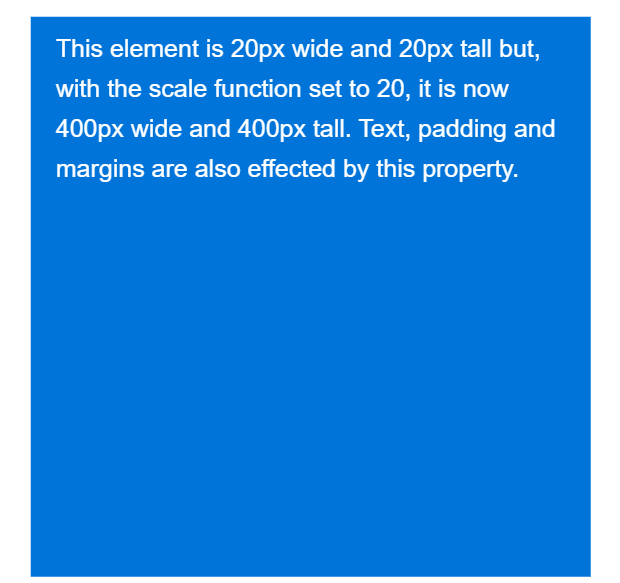 This element is 20px wide and 20px tall but,
with the scale function set to 20, it is now
400px wide and 400px tall. Text, padding and
margins are also effected by this property.